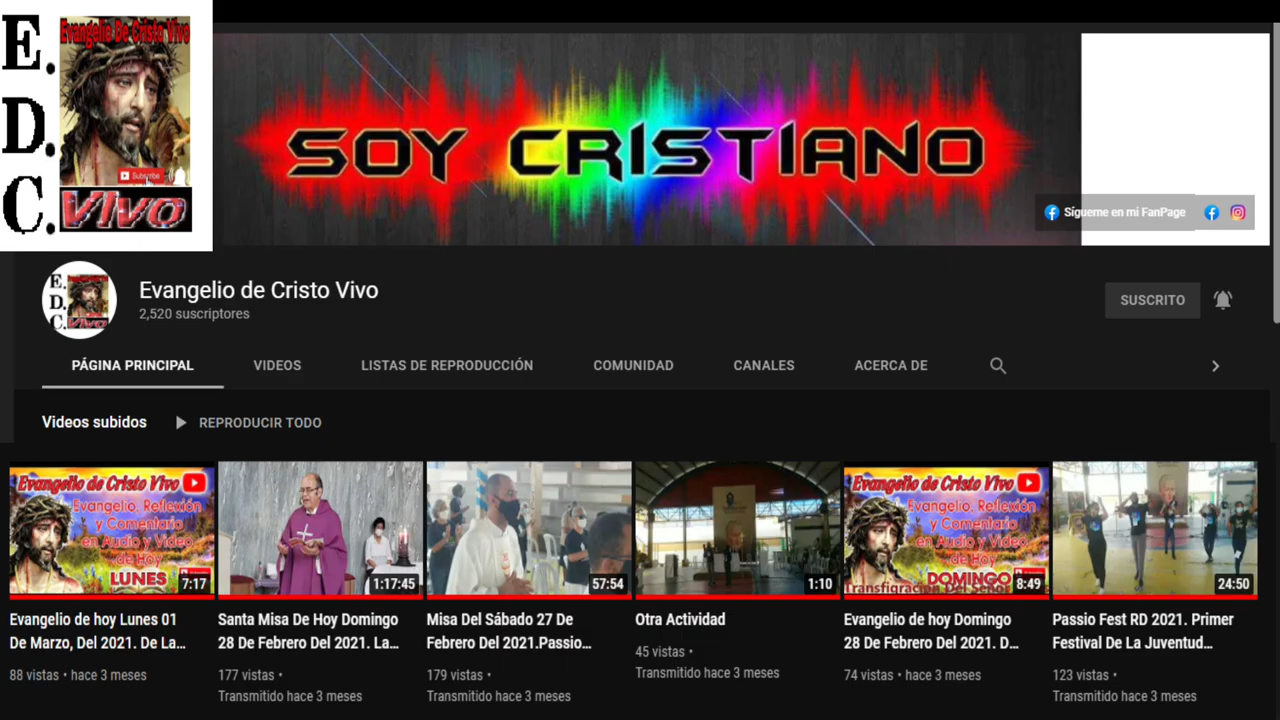 E.
D.
C.
Evangelio De Cristo Vivo
Subscribe
Vivo
SOY CRISTIANO
Sígueme en mi FanPage
E.
D.
C.
Vivo
Evangelio de Cristo Vivo
2,520 suscriptores
SUSCRITO
PÁGINA PRINCIPAL
VIDEOS
LISTAS DE REPRODUCCIÓN
COMUNIDAD
CANALES
ACERCA DE
Videos subidos
REPRODUCIR TODO
Evangelio de Cristo Vivo
Evangelio, Reflexión
y Comentario
en Audio y Video
de Hoy
LUNES
7:17
1:17:45
57:54
1:10
Evangelio de Cristo Vivo
Evangelio, Reflexión
y Comentario
en Audio y Video
de Hoy
DOMINGO
Transfigración Del Señor
8:49
24:50
Evangelio de hoy Lunes 01
De Marzo, Del 2021. De La...
88 vistas • hace 3 meses
Santa Misa De Hoy Domingo
28 De Febrero Del 2021. La...
177 vistas •
Transmitido hace 3 meses
Misa Del Sábado 27 De
Febrero Del 2021.Passio...
179 vistas •
Transmitido hace 3 meses
Otra Actividad
45 vistas •
Transmitido hace 3 meses
Evangelio de hoy Domingo
28 De Febrero Del 2021. D...
74 vistas • hace 3 meses
Passio Fest RD 2021. Primer
Festival De La Juventud...
123 vistas •
Transmitido hace 3 meses